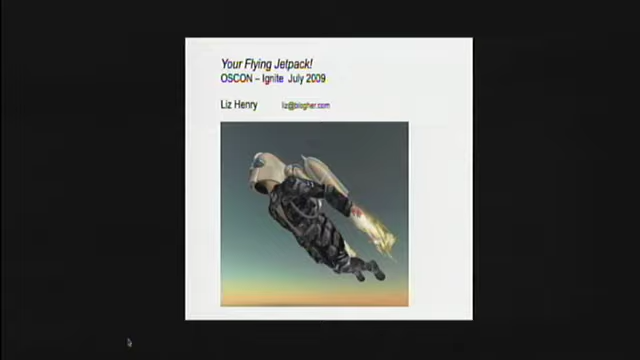 Your Flying Jetpack!
OSCON – Ignite July 2009
Liz Henry liz@blogher.com